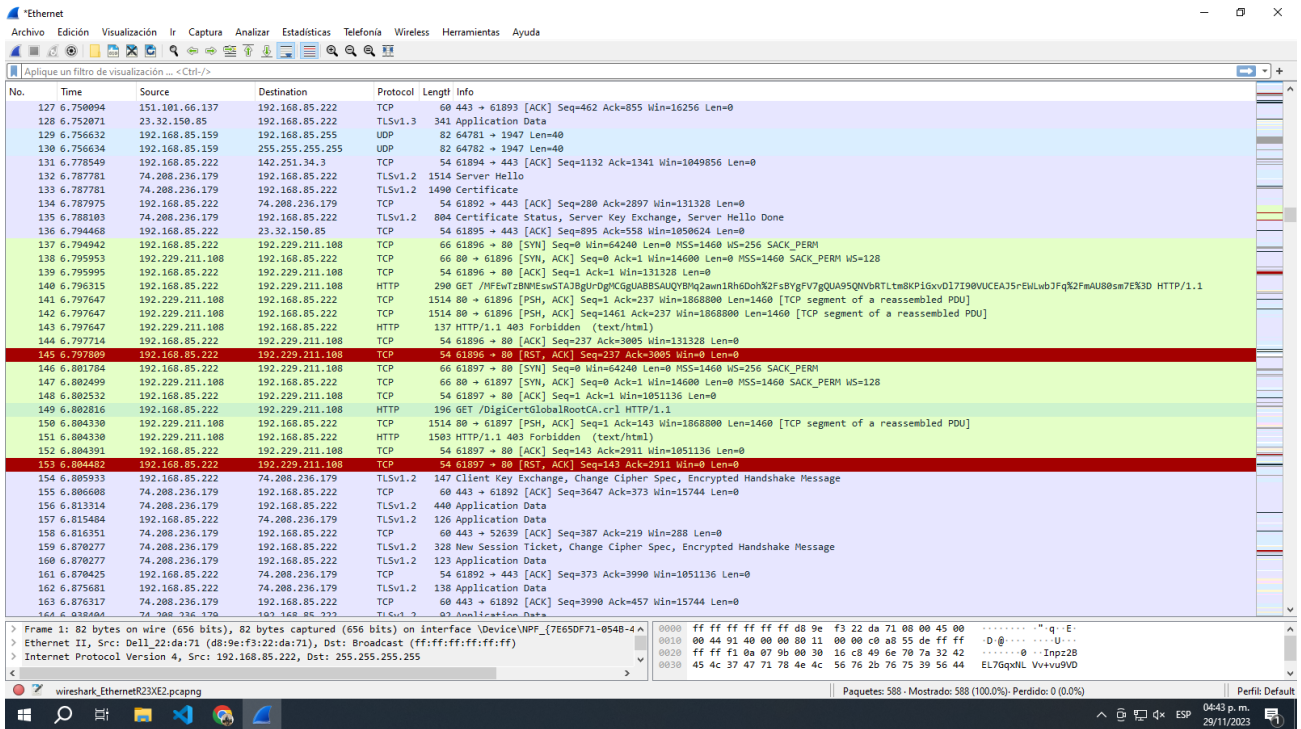 *Ethernet
Archivo Edición Visualización Ir Captura Analizar Estadísticas Telefonía Wireless Herramientas Ayuda
Aplique un filtro de visualización ... <Ctrl-/>
No. Time Source Destination Protocol Length Info
127 6.750094 151.101.66.137 192.168.85.222 TCP 60 443 → 61893 [ACK] Seq=462 Ack=855 Win=16256 Len=0
128 6.752071 23.32.150.85 192.168.85.222 TLSv1.3 341 Application Data
129 6.756632 192.168.85.159 192.168.85.255 UDP 82 64781 → 1947 Len=40
130 6.756634 192.168.85.159 255.255.255.255 UDP 82 64782 → 1947 Len=40
131 6.778549 192.168.85.222 142.251.34.3 TCP 54 61894 → 443 [ACK] Seq=1132 Ack=1341 Win=1049856 Len=0
132 6.787781 74.208.236.179 192.168.85.222 TLSv1.2 1514 Server Hello
133 6.787781 74.208.236.179 192.168.85.222 TLSv1.2 1490 Certificate
134 6.787975 192.168.85.222 74.208.236.179 TCP 54 61892 → 443 [ACK] Seq=280 Ack=2897 Win=131328 Len=0
135 6.788103 74.208.236.179 192.168.85.222 TLSv1.2 804 Certificate Status, Server Key Exchange, Server Hello Done
136 6.794468 192.168.85.222 23.32.150.85 TCP 54 61895 → 443 [ACK] Seq=895 Ack=558 Win=1050624 Len=0
137 6.794942 192.168.85.222 192.229.211.108 TCP 66 61896 → 80 [SYN] Seq=0 Win=64240 Len=0 MSS=1460 WS=256 SACK_PERM
138 6.795953 192.229.211.108 192.168.85.222 TCP 66 80 → 61896 [SYN, ACK] Seq=0 Ack=1 Win=14600 Len=0 MSS=1460 SACK_PERM WS=128
139 6.795995 192.168.85.222 192.229.211.108 TCP 54 61896 → 80 [ACK] Seq=1 Ack=1 Win=131328 Len=0
140 6.796315 192.168.85.222 192.229.211.108 HTTP 290 GET /MFEwTzBNMEswSTAJBgUrDgMCGgUABBSAUQYBMq2awn1Rh6Doh%2FsBYgFV7gQUA95QNVbRTLtm8KPiGxvDl7I90VUCEAJ5rEWLwbJFq%2FmAU80sm7E%3D HTTP/1.1
141 6.797647 192.229.211.108 192.168.85.222 TCP 1514 80 → 61896 [PSH, ACK] Seq=1 Ack=237 Win=1868800 Len=1460 [TCP segment of a reassembled PDU]
142 6.797647 192.229.211.108 192.168.85.222 TCP 1514 80 → 61896 [PSH, ACK] Seq=1461 Ack=237 Win=1868800 Len=1460 [TCP segment of a reassembled PDU]
143 6.797647 192.229.211.108 192.168.85.222 HTTP 137 HTTP/1.1 403 Forbidden (text/html)
144 6.797714 192.168.85.222 192.229.211.108 TCP 54 61896 → 80 [ACK] Seq=237 Ack=3005 Win=131328 Len=0
145 6.797809 192.168.85.222 192.229.211.108 TCP 54 61896 → 80 [RST, ACK] Seq=237 Ack=3005 Win=0 Len=0
146 6.801784 192.168.85.222 192.229.211.108 TCP 66 61897 → 80 [SYN] Seq=0 Win=64240 Len=0 MSS=1460 WS=256 SACK_PERM
147 6.802499 192.229.211.108 192.168.85.222 TCP 66 80 → 61897 [SYN, ACK] Seq=0 Ack=1 Win=14600 Len=0 MSS=1460 SACK_PERM WS=128
148 6.802532 192.168.85.222 192.229.211.108 TCP 54 61897 → 80 [ACK] Seq=1 Ack=1 Win=1051136 Len=0
149 6.802816 192.168.85.222 192.229.211.108 HTTP 196 GET /DigiCertGlobalRootCA.crl HTTP/1.1
150 6.804330 192.229.211.108 192.168.85.222 TCP 1514 80 → 61897 [PSH, ACK] Seq=1 Ack=143 Win=1868800 Len=1460 [TCP segment of a reassembled PDU]
151 6.804330 192.229.211.108 192.168.85.222 HTTP 1503 HTTP/1.1 403 Forbidden (text/html)
152 6.804391 192.168.85.222 192.229.211.108 TCP 54 61897 → 80 [ACK] Seq=143 Ack=2911 Win=1051136 Len=0
153 6.804482 192.168.85.222 192.229.211.108 TCP 54 61897 → 80 [RST, ACK] Seq=143 Ack=2911 Win=0 Len=0
154 6.805933 192.168.85.222 74.208.236.179 TLSv1.2 147 Client Key Exchange, Change Cipher Spec, Encrypted Handshake Message
155 6.806608 74.208.236.179 192.168.85.222 TCP 60 443 → 61892 [ACK] Seq=3647 Ack=373 Win=15744 Len=0
156 6.813314 74.208.236.179 192.168.85.222 TLSv1.2 440 Application Data
157 6.815484 192.168.85.222 74.208.236.179 TLSv1.2 126 Application Data
158 6.816351 74.208.236.179 192.168.85.222 TCP 60 443 → 52639 [ACK] Seq=387 Ack=219 Win=288 Len=0
159 6.870277 74.208.236.179 192.168.85.222 TLSv1.2 328 New Session Ticket, Change Cipher Spec, Encrypted Handshake Message
160 6.870277 74.208.236.179 192.168.85.222 TLSv1.2 123 Application Data
161 6.870425 192.168.85.222 74.208.236.179 TCP 54 61892 → 443 [ACK] Seq=373 Ack=3990 Win=1051136 Len=0
162 6.875681 192.168.85.222 74.208.236.179 TLSv1.2 138 Application Data
163 6.876317 74.208.236.179 192.168.85.222 TCP 60 443 → 61892 [ACK] Seq=3990 Ack=457 Win=15744 Len=0
164 6.938404 74.208.236.179 192.168.85.222 TLSv1.2 92 Application Data
> Frame 1: 82 bytes on wire (656 bits), 82 bytes captured (656 bits) on interface \Device\NPF_{7E65DF71-054B-4
> Ethernet II, Src: Dell_22:da:71 (d8:9e:f3:22:da:71), Dst: Broadcast (ff:ff:ff:ff:ff:ff)
> Internet Protocol Version 4, Src: 192.168.85.222, Dst: 255.255.255.255
0000 ff ff ff ff ff ff d8 9e f3 22 da 71 08 00 45 00 ········ ·"·q··E·
0010 00 44 91 40 00 00 80 11 00 00 c0 a8 55 de ff ff ·D·@···· ····U···
0020 ff ff f1 0a 07 9b 00 30 16 c8 49 6e 70 7a 32 42 ·······0 ··Inpz2B
0030 45 4c 37 47 71 78 4e 4c 56 76 2b 76 75 39 56 44 EL7GqxNL Vv+vu9VD
wireshark_EthernetR23XE2.pcapng
Paquetes: 588 · Mostrado: 588 (100.0%)· Perdido: 0 (0.0%)
Perfil: Default
ESP
04:43 p. m.
29/11/2023